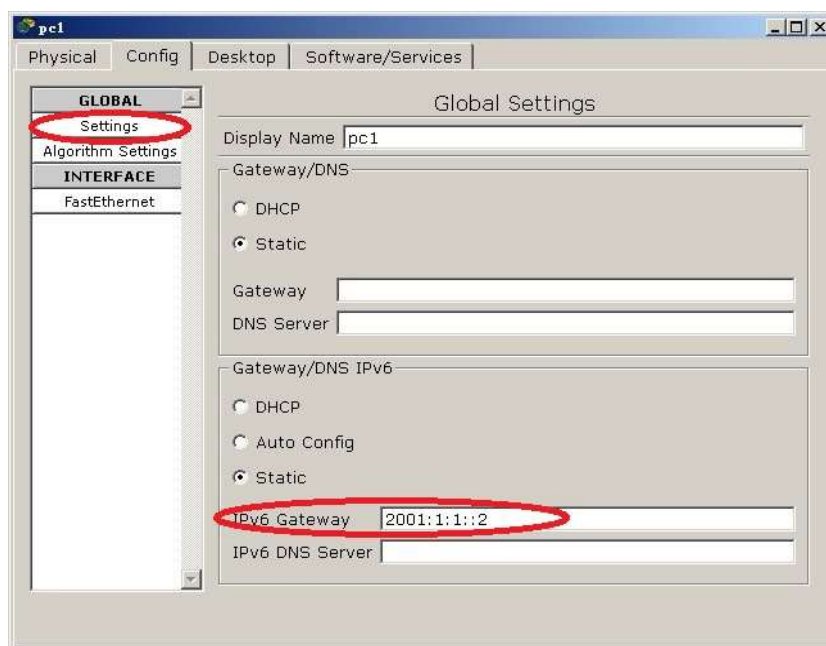 pc1
Physical Config Desktop Software/Services
GLOBAL
Settings
Algorithm Settings
INTERFACE
FastEthernet
Global Settings
Display Name pc1
Gateway/DNS
DHCP
Static
Gateway
DNS Server
Gateway/DNS IPv6
DHCP
Auto Config
Static
IPv6 Gateway 2001:1:1::2
IPv6 DNS Server